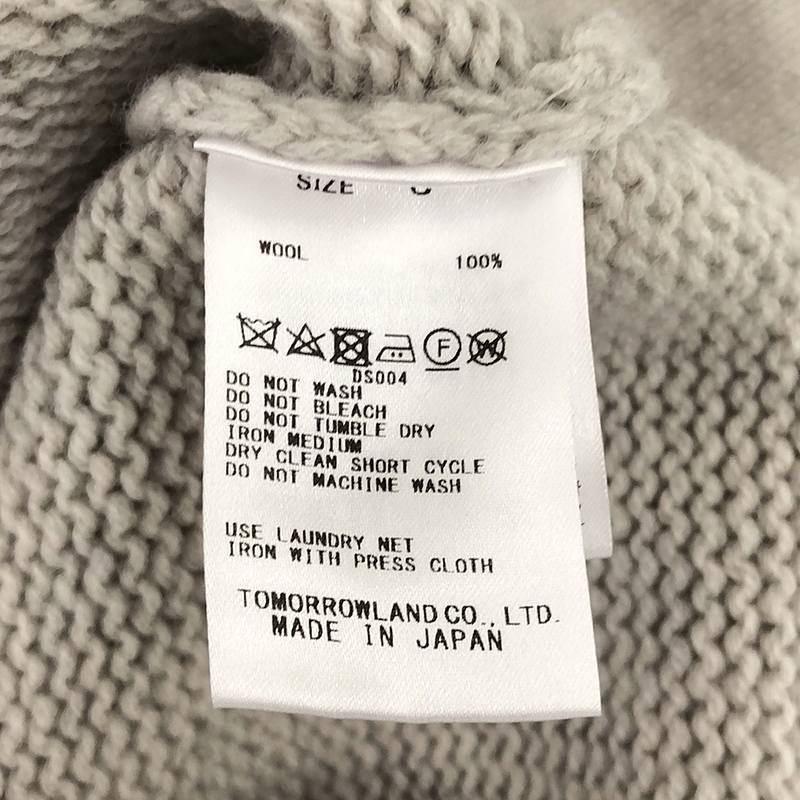 SIZE
WOOL 100%
F W
DS004
DO NOT WASH
DO NOT BLEACH
DO NOT TUMBLE DRY
IRON MEDIUM
DRY CLEAN SHORT CYCLE
DO NOT MACHINE WASH
USE LAUNDRY NET
IRON WITH PRESS CLOTH
TOMORROWLAND CO., LTD.
MADE IN JAPAN